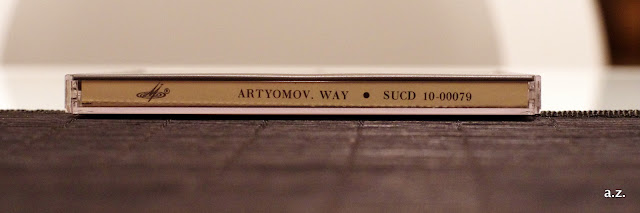 ARTYOMOV. WAY • SUCD 10-00079
a.z.